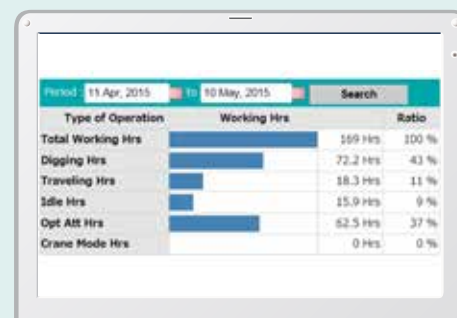 Period : 11 Apr, 2015 to 10 May, 2015 Search
Type of Operation Working Hrs Ratio
Total Working Hrs 169 Hrs 100 %
Digging Hrs 72.2 Hrs 43 %
Traveling Hrs 18.3 Hrs 11 %
Idle Hrs 15.9 Hrs 9 %
Opt Att Hrs 62.5 Hrs 37 %
Crane Mode Hrs 0 Hrs 0 %